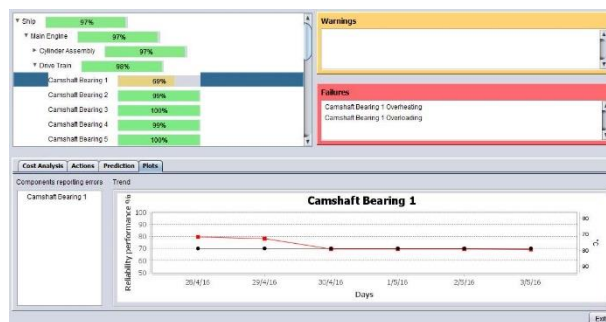 Ship 97%
Main Engine 97%
Cylinder Assembly 97%
Drive Train 98%
Camshaft Bearing 1 69%
Camshaft Bearing 2 99%
Camshaft Bearing 3 100%
Camshaft Bearing 4 99%
Camshaft Bearing 5 100%
Warnings
Failures
Camshaft Bearing 1 Overheating
Camshaft Bearing 1 Overloading
Cost Analysis Actions Prediction Plots
Components reporting errors Trend
Camshaft Bearing 1
Camshaft Bearing 1
Reliability performance %
100
90
80
70
60
50
28/4/16 29/4/16 30/4/16 1/5/16 2/5/16 3/5/16
Days
Exit